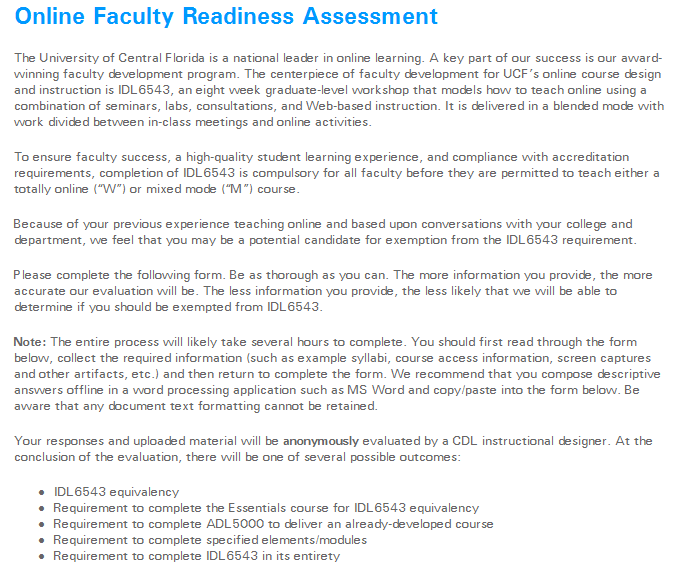 Online Faculty Readiness Assessment
The University of Central Florida is a national leader in online learning. A key part of our success is our award-
winning faculty development program. The centerpiece of faculty development for UCF's online course design
and instruction is IDL6543, an eight week graduate-level workshop that models how to teach online using a
combination of seminars, labs, consultations, and Web-based instruction. It is delivered in a blended mode with
work divided between in-class meetings and online activities.
To ensure faculty success, a high-quality student learning experience, and compliance with accreditation
requirements, completion of IDL6543 is compulsory for all faculty before they are permitted to teach either a
totally online (“W”) or mixed mode (“M”) course.
Because of your previous experience teaching online and based upon conversations with your college and
department, we feel that you may be a potential candidate for exemption from the IDL6543 requirement.
Please complete the following form. Be as thorough as you can. The more information you provide, the more
accurate our evaluation will be. The less information you provide, the less likely that we will be able to
determine if you should be exempted from IDL6543.
Note: The entire process will likely take several hours to complete. You should first read through the form
below, collect the required information (such as example syllabi, course access information, screen captures
and other artifacts, etc.) and then return to complete the form. We recommend that you compose descriptive
answers offline in a word processing application such as MS Word and copy/paste into the form below. Be
aware that any document text formatting cannot be retained.
Your responses and uploaded material will be anonymously evaluated by a CDL instructional designer. At the
conclusion of the evaluation, there will be one of several possible outcomes:
• IDL6543 equivalency
• Requirement to complete the Essentials course for IDL6543 equivalency
• Requirement to complete ADL5000 to deliver an already-developed course
• Requirement to complete specified elements/modules
• Requirement to complete IDL6543 in its entirety